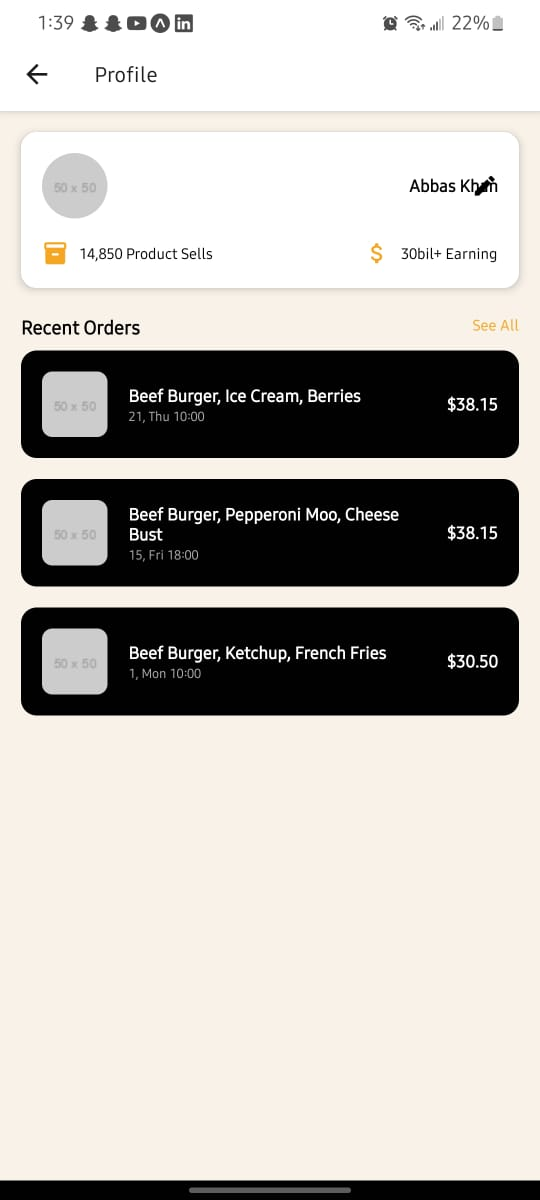 1:39
22%
Profile
50 x 50
Abbas Khan
14,850 Product Sells
30bil+ Earning
Recent Orders
See All
50 x 50
Beef Burger, Ice Cream, Berries
21, Thu 10:00
$38.15
50 x 50
Beef Burger, Pepperoni Moo, Cheese
Bust
15, Fri 18:00
$38.15
50 x 50
Beef Burger, Ketchup, French Fries
1, Mon 10:00
$30.50